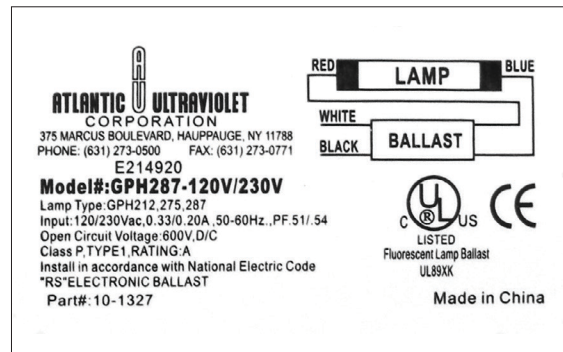 ATLANTIC AU ULTRAVIOLET
CORPORATION
375 MARCUS BOULEVARD, HAUPPAUGE, NY 11788
PHONE: (631) 273-0500 FAX: (631) 273-0771
E214920
Model#:GPH287-120V/230V
Lamp Type:GPH212,275,287
Input:120/230Vac,0.33/0.20A,50-60Hz.,PF.51/.54
Open Circuit Voltage:600V,D/C
Class P,TYPE1,RATING:A
Install in accordance with National Electric Code
"RS"ELECTRONIC BALLAST
Part#:10-1327
RED LAMP BLUE
WHITE
BLACK BALLAST
C UL ® US CE
LISTED
Fluorescent Lamp Ballast
UL89XK
Made in China